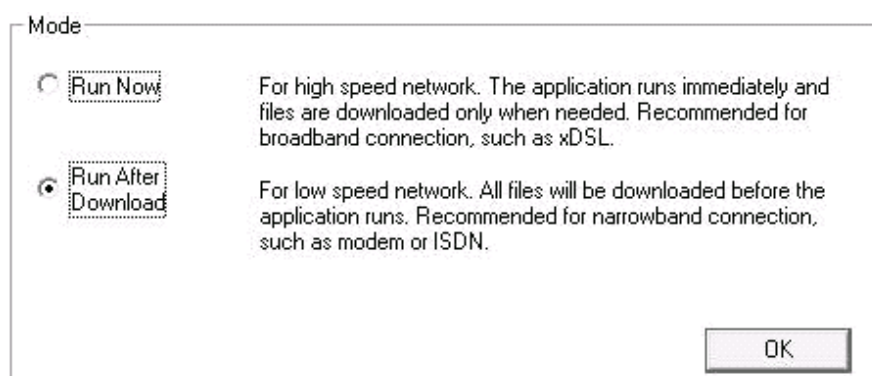 Mode
Run Now
For high speed network. The application runs immediately and
files are downloaded only when needed. Recommended for
broadband connection, such as xDSL.
Run After
Download
For low speed network. All files will be downloaded before the
application runs. Recommended for narrowband connection,
such as modem or ISDN.
OK